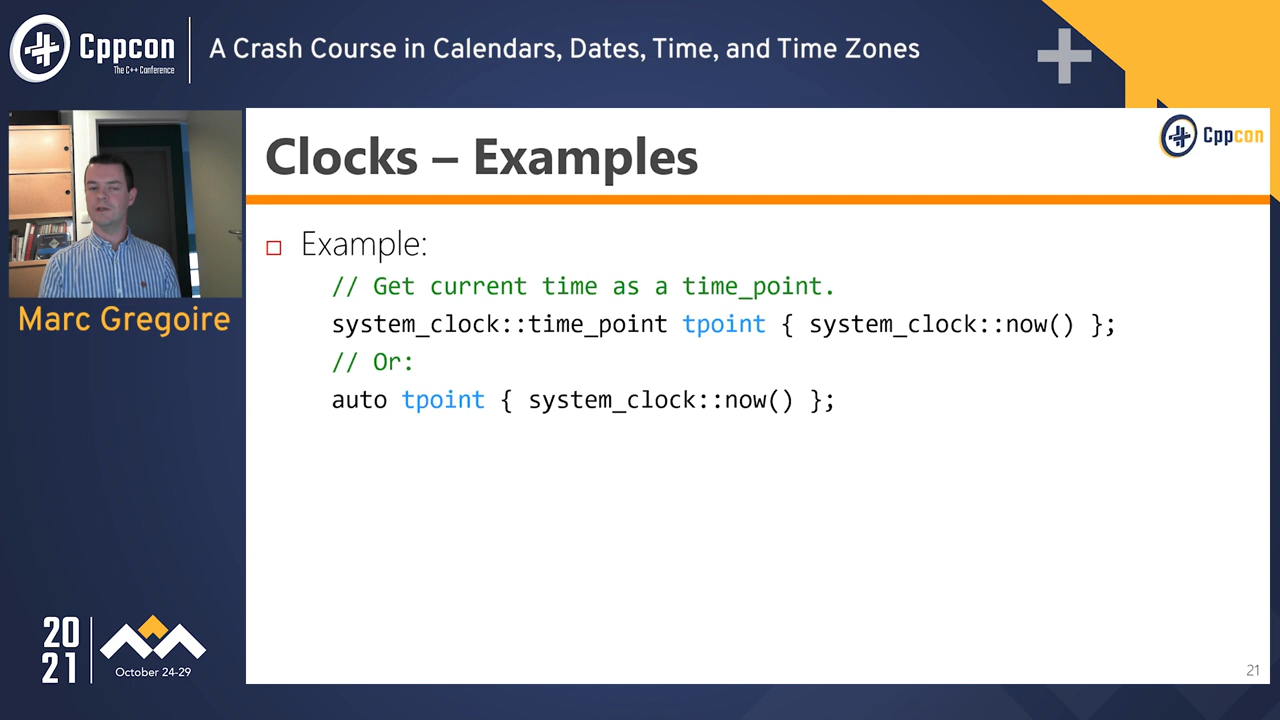 Cppcon
The C++ Conference
A Crash Course in Calendars, Dates, Time, and Time Zones
Cppcon
Clocks – Examples
Example:
// Get current time as a time_point.
system_clock::time_point tpoint { system_clock::now() };
// Or:
auto tpoint { system_clock::now() };
Marc Gregoire
20
21
October 24-29
21